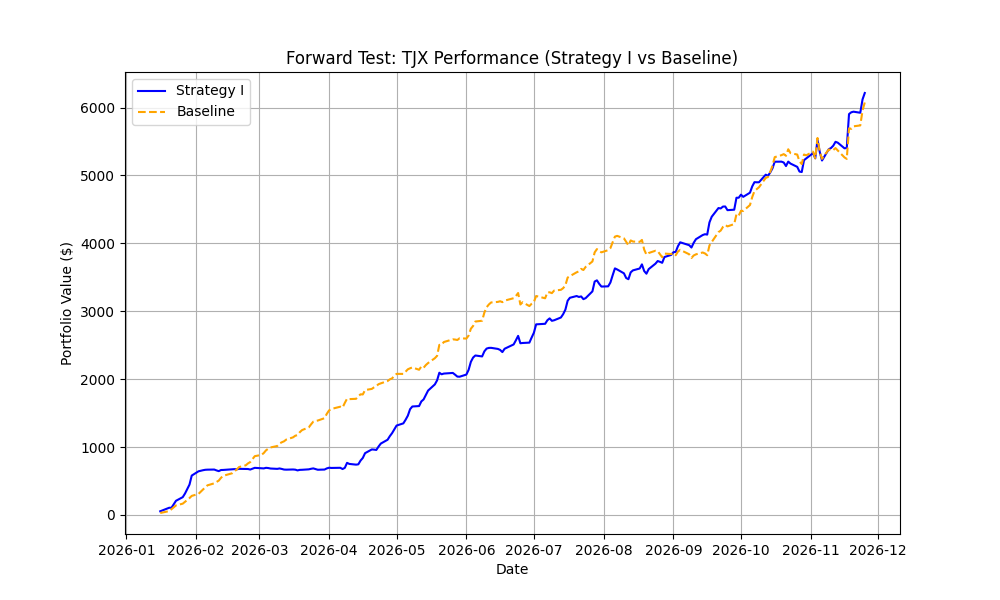 Forward Test: TJX Performance (Strategy I vs Baseline)
Strategy I
Baseline
Portfolio Value ($)
6000
5000
4000
3000
2000
1000
0
2026-01 2026-02 2026-03 2026-04 2026-05 2026-06 2026-07 2026-08 2026-09 2026-10 2026-11 2026-12
Date